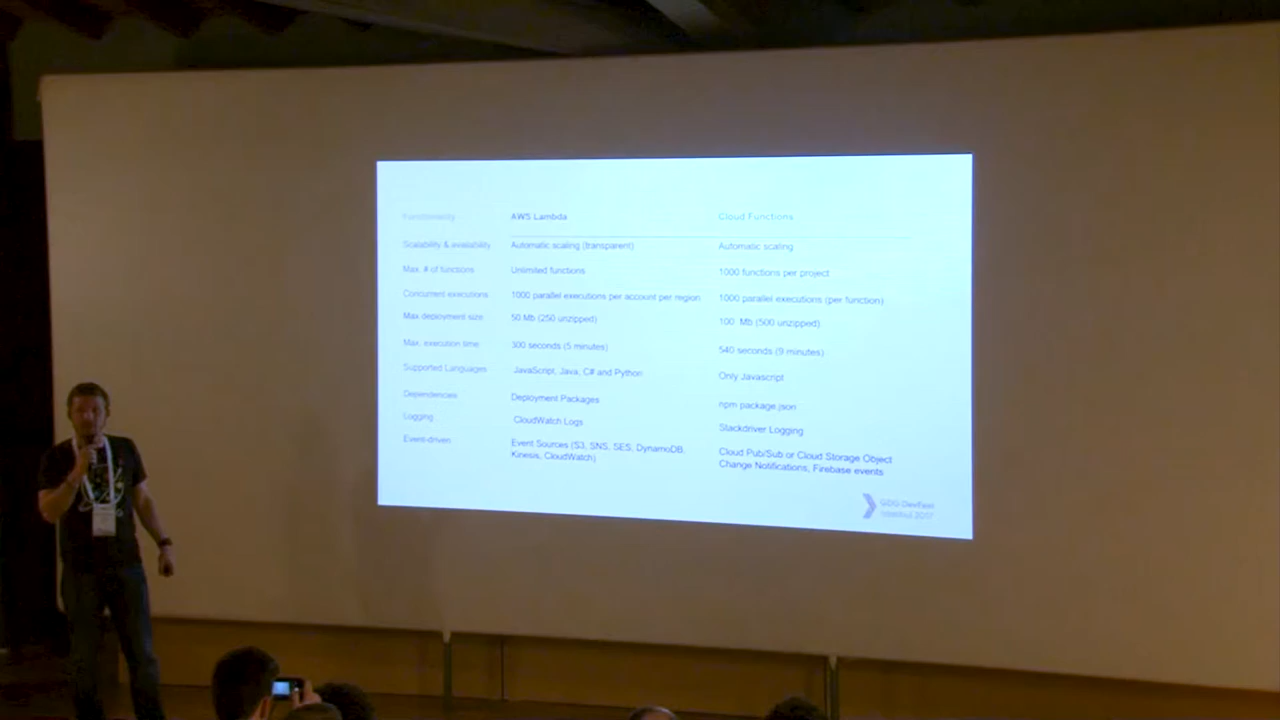 Functionality AWS Lambda Cloud Functions
Scalability & availability Automatic scaling (transparent) Automatic scaling
Max. # of functions Unlimited functions 1000 functions per project
Concurrent executions 1000 parallel executions per account per region 1000 parallel executions (per function)
Max deployment size 50 Mb (250 unzipped) 100 Mb (500 unzipped)
Max. execution time 300 seconds (5 minutes) 540 seconds (9 minutes)
Supported Languages JavaScript, Java, C# and Python Only Javascript
Dependencies Deployment Packages npm package.json
Logging CloudWatch Logs Stackdriver Logging
Event-driven Event Sources (S3, SNS, SES, DynamoDB, Cloud Pub/Sub or Cloud Storage Object
Kinesis, CloudWatch) Change Notifications, Firebase events
GDG DevFest
Istanbul 2017